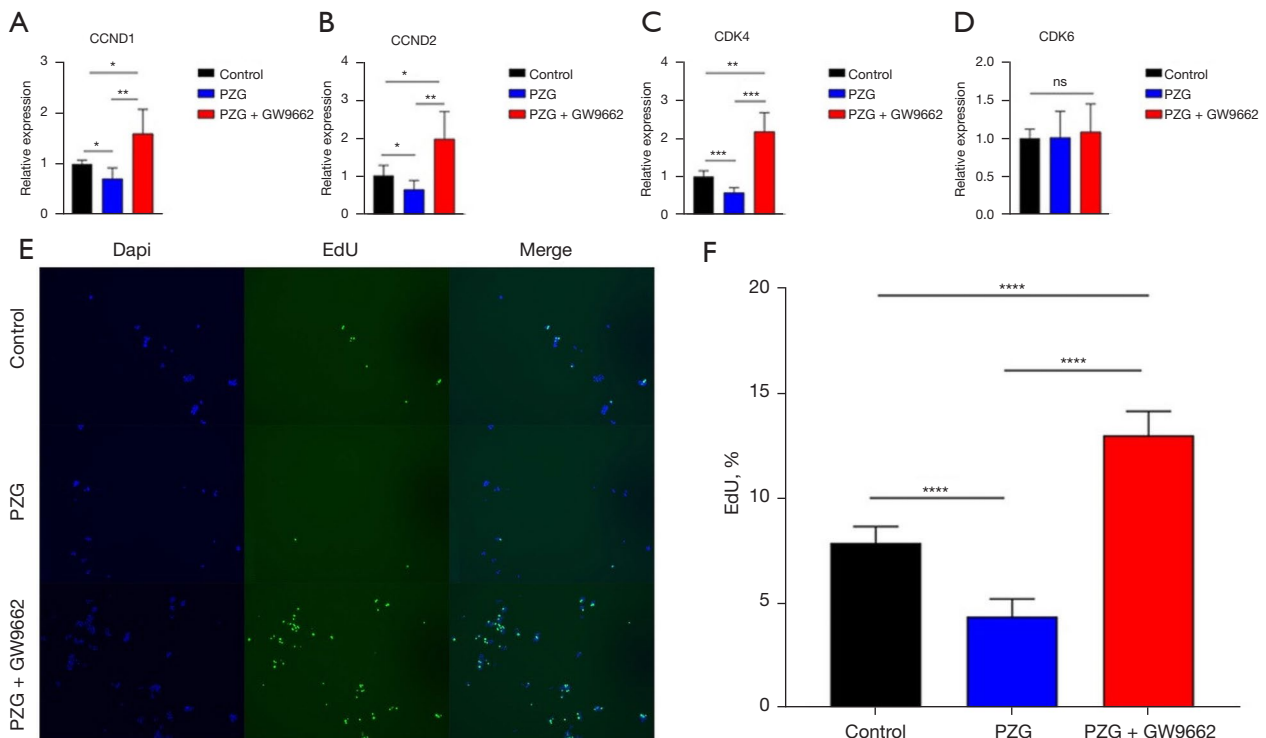 A
CCND1
Relative expression
3
2
1
0
*
**
*
Control
PZG
PZG + GW9662
B
CCND2
Relative expression
4
3
2
1
0
*
**
*
Control
PZG
PZG + GW9662
C
CDK4
Relative expression
4
3
2
1
0
**
***
***
Control
PZG
PZG + GW9662
D
CDK6
Relative expression
2.0
1.5
1.0
0.5
0.0
ns
Control
PZG
PZG + GW9662
E
Dapi
EdU
Merge
Control
PZG
PZG + GW9662
F
EdU, %
20
15
10
5
0
****
****
****
Control
PZG
PZG + GW9662